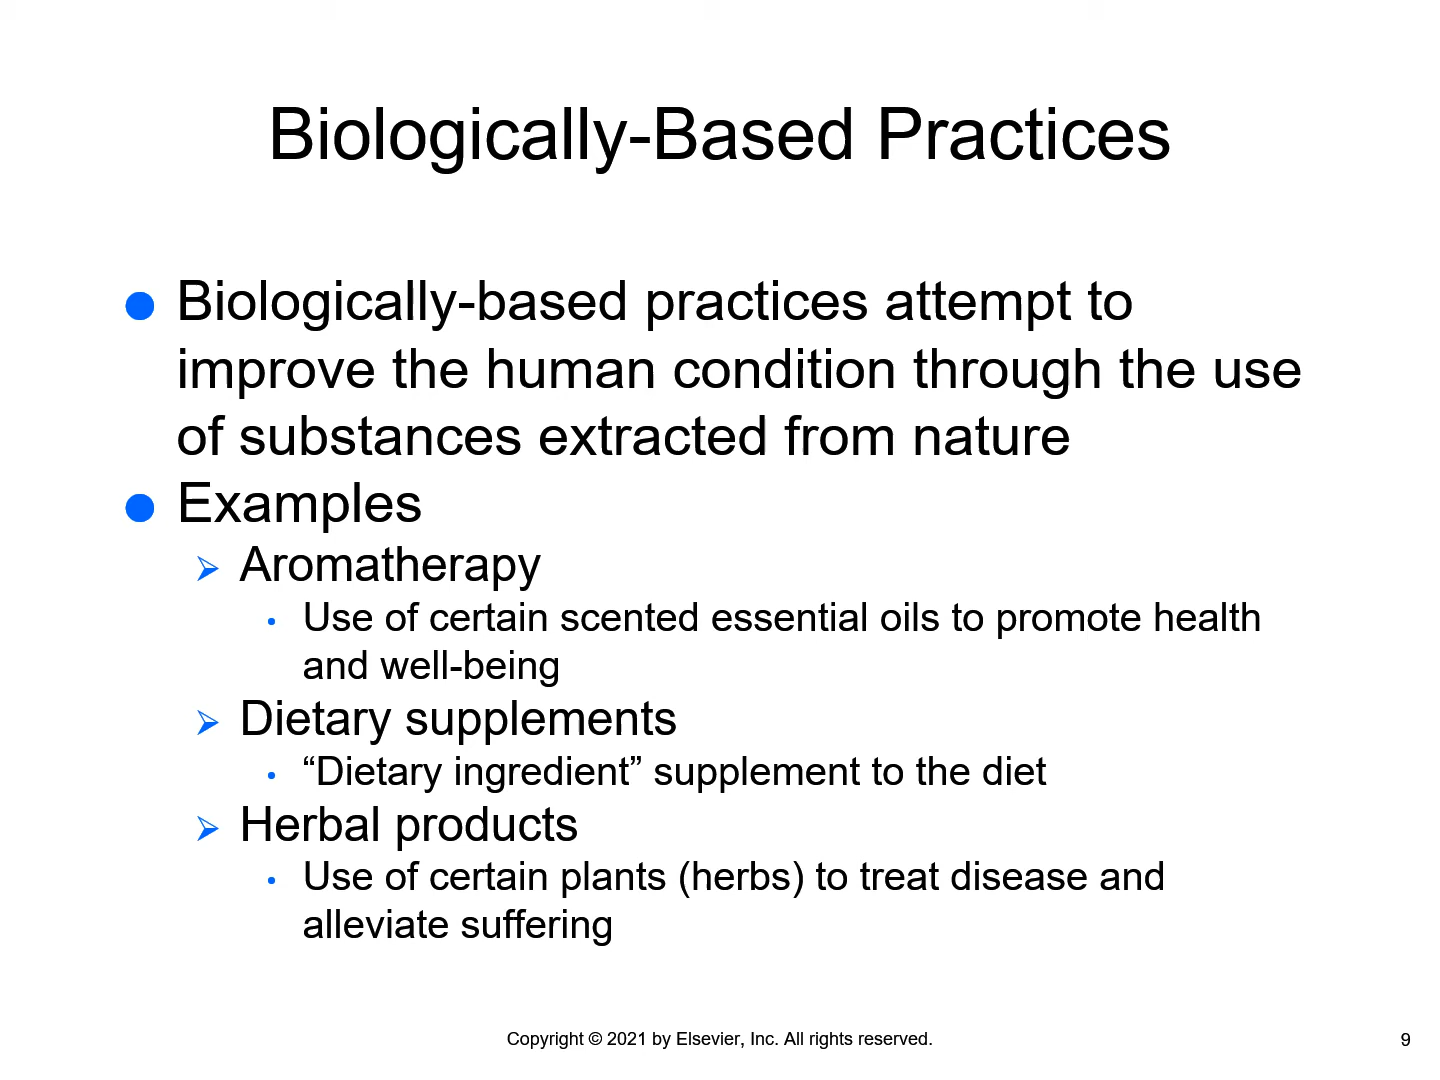 Biologically-Based Practices
● Biologically-based practices attempt to
improve the human condition through the use
of substances extracted from nature
● Examples
➢ Aromatherapy
• Use of certain scented essential oils to promote health
and well-being
➢ Dietary supplements
• “Dietary ingredient” supplement to the diet
➢ Herbal products
• Use of certain plants (herbs) to treat disease and
alleviate suffering
Copyright © 2021 by Elsevier, Inc. All rights reserved.
9